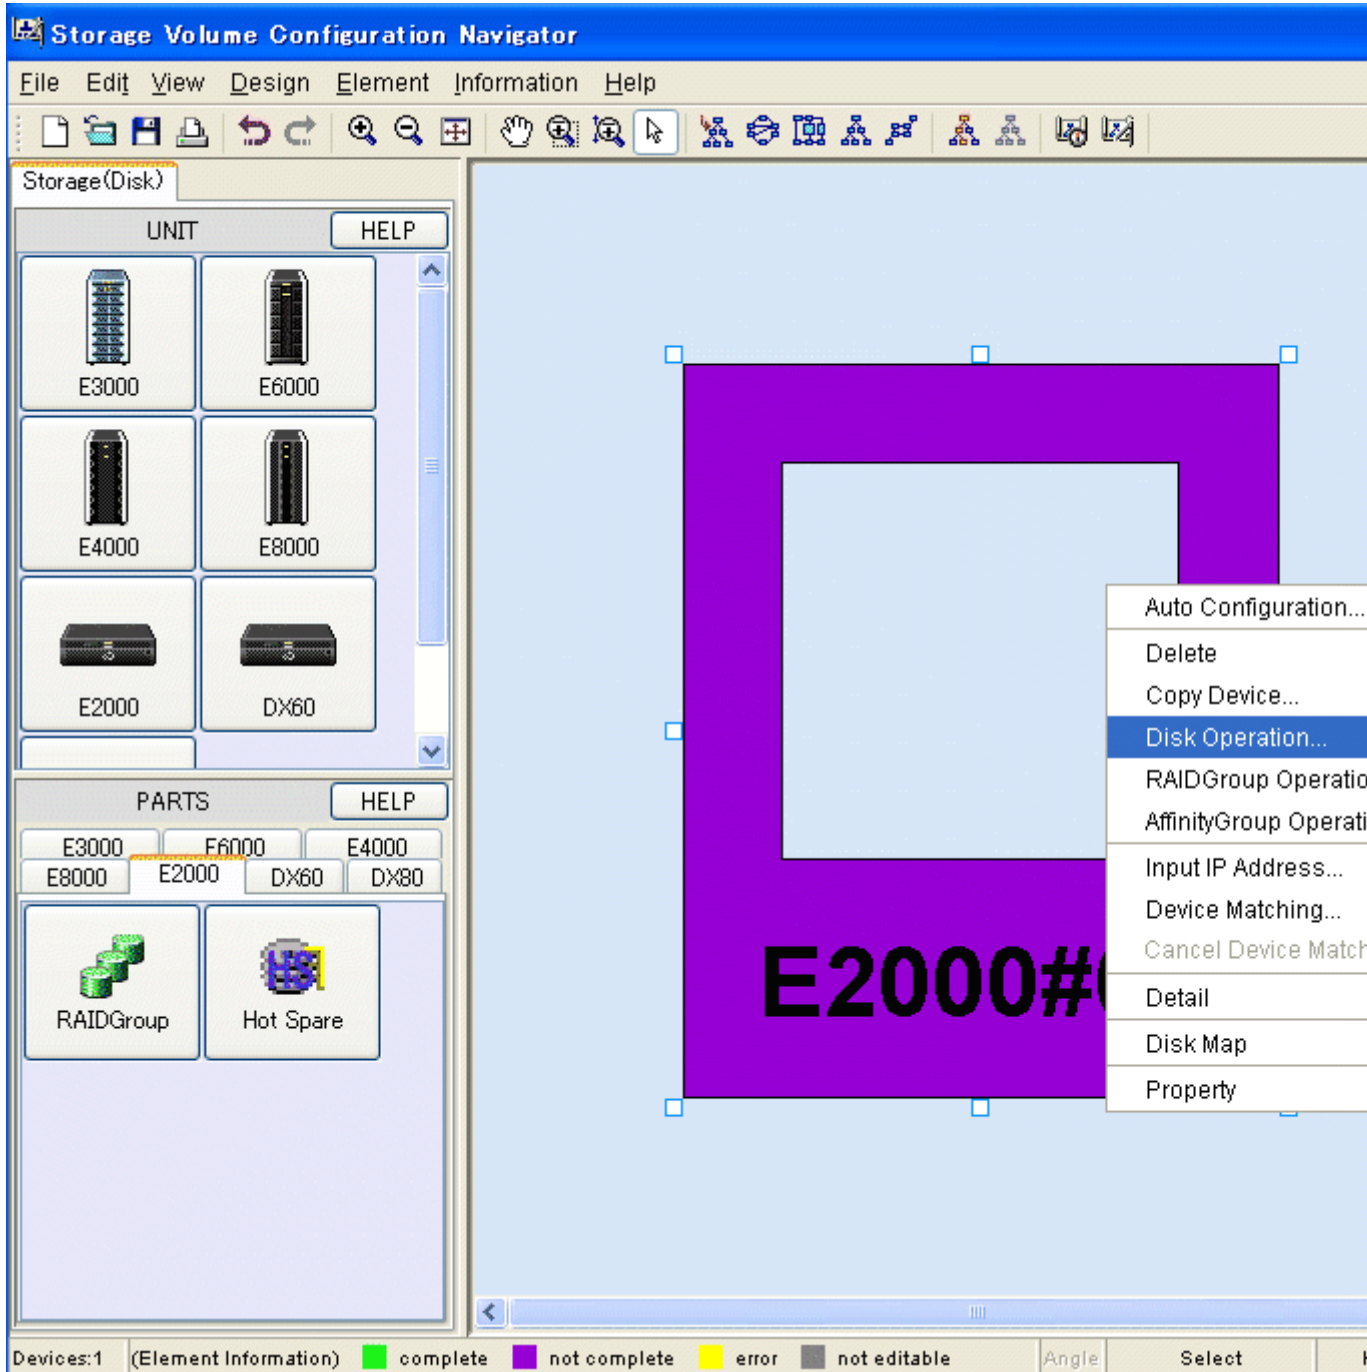 Storage Volume Configuration Navigator
File Edit View Design Element Information Help
Storage(Disk)
UNIT HELP
E3000 E6000
E4000 E8000
E2000 DX60
PARTS HELP
E3000 E6000 E4000
E8000 E2000 DX60 DX80
HS
RAIDGroup Hot Spare
E2000#
Auto Configuration...
Delete
Copy Device...
Disk Operation...
RAIDGroup Operatio
AffinityGroup Operati
Input IP Address...
Device Matching...
Cancel Device Match
Detail
Disk Map
Property
Devices:1 (Element Information) complete not complete error not editable Angle Select